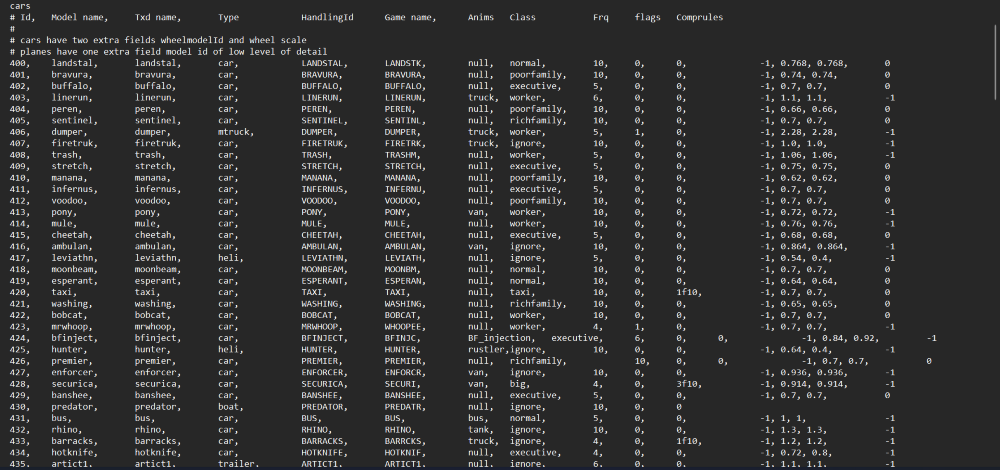 cars
# Id, Model name, Txd name, Type HandlingId Game name, Anims Class Frq flags Comprules
#
# cars have two extra fields wheelmodelId and wheel scale
# planes have one extra field model id of low level of detail
400, landstal, landstal, car, LANDSTAL, LANDSTK, null, normal, 10, 0, 0, -1, 0.768, 0.768, 0
401, bravura, bravura, car, BRAVURA, BRAVURA, null, poorfamily, 10, 0, 0, -1, 0.74, 0.74, 0
402, buffalo, buffalo, car, BUFFALO, BUFFALO, null, executive, 5, 0, 0, -1, 0.7, 0.7, 0
403, linerun, linerun, car, LINERUN, LINERUN, truck, worker, 6, 0, 0, -1, 1.1, 1.1, -1
404, peren, peren, car, PEREN, PEREN, null, poorfamily, 10, 0, 0, -1, 0.66, 0.66, 0
405, sentinel, sentinel, car, SENTINEL, SENTINL, null, richfamily, 10, 0, 0, -1, 0.7, 0.7, 0
406, dumper, dumper, mtruck, DUMPER, DUMPER, truck, worker, 5, 1, 0, -1, 2.28, 2.28, -1
407, firetruk, firetruk, car, FIRETRUK, FIRETRK, truck, ignore, 10, 0, 0, -1, 1.0, 1.0, -1
408, trash, trash, car, TRASH, TRASHM, null, worker, 5, 0, 0, -1, 1.06, 1.06, -1
409, stretch, stretch, car, STRETCH, STRETCH, null, executive, 5, 0, 0, -1, 0.75, 0.75, 0
410, manana, manana, car, MANANA, MANANA, null, poorfamily, 10, 0, 0, -1, 0.62, 0.62, 0
411, infernus, infernus, car, INFERNUS, INFERNU, null, executive, 5, 0, 0, -1, 0.7, 0.7, 0
412, voodoo, voodoo, car, VOODOO, VOODOO, null, poorfamily, 10, 0, 0, -1, 0.7, 0.7, 0
413, pony, pony, car, PONY, PONY, van, worker, 10, 0, 0, -1, 0.72, 0.72, -1
414, mule, mule, car, MULE, MULE, null, worker, 10, 0, 0, -1, 0.76, 0.76, -1
415, cheetah, cheetah, car, CHEETAH, CHEETAH, null, executive, 5, 0, 0, -1, 0.68, 0.68, 0
416, ambulan, ambulan, car, AMBULAN, AMBULAN, van, ignore, 10, 0, 0, -1, 0.864, 0.864, -1
417, leviathn, leviathn, heli, LEVIATHN, LEVIATH, null, ignore, 5, 0, 0, -1, 0.54, 0.4, -1
418, moonbeam, moonbeam, car, MOONBEAM, MOONBM, null, normal, 10, 0, 0, -1, 0.7, 0.7, 0
419, esperant, esperant, car, ESPERANT, ESPERAN, null, normal, 10, 0, 0, -1, 0.64, 0.64, 0
420, taxi, taxi, car, TAXI, TAXI, null, taxi, 10, 0, 1f10, -1, 0.7, 0.7, 0
421, washing, washing, car, WASHING, WASHING, null, richfamily, 10, 0, 0, -1, 0.65, 0.65, 0
422, bobcat, bobcat, car, BOBCAT, BOBCAT, null, worker, 10, 0, 0, -1, 0.7, 0.7, 0
423, mrwhoop, mrwhoop, car, MRWHOOP, WHOOPEE, null, worker, 4, 1, 0, -1, 0.7, 0.7, -1
424, bfinject, bfinject, car, BFINJECT, BFINJC, BF_injection, executive, 6, 0, 0, -1, 0.84, 0.92, -1
425, hunter, hunter, heli, HUNTER, HUNTER, rustler,ignore, 10, 0, 0, -1, 0.64, 0.4, -1
426, premier, premier, car, PREMIER, PREMIER, null, richfamily, 10, 0, 0, -1, 0.7, 0.7, 0
427, enforcer, enforcer, car, ENFORCER, ENFORCR, van, ignore, 10, 0, 0, -1, 0.936, 0.936, -1
428, securica, securica, car, SECURICA, SECURI, van, big, 4, 0, 3f10, -1, 0.914, 0.914, -1
429, banshee, banshee, car, BANSHEE, BANSHEE, null, executive, 5, 0, 0, -1, 0.7, 0.7, 0
430, predator, predator, boat, PREDATOR, PREDATR, null, ignore, 10, 0, 0
431, bus, bus, car, BUS, BUS, bus, normal, 5, 0, 0, -1, 1, 1, -1
432, rhino, rhino, car, RHINO, RHINO, tank, ignore, 10, 0, 0, -1, 1.3, 1.3, -1
433, barracks, barracks, car, BARRACKS, BARRCKS, truck, ignore, 4, 0, 1f10, -1, 1.2, 1.2, -1
434, hotknife, hotknife, car, HOTKNIFE, HOTKNIF, null, executive, 4, 0, 0, -1, 0.72, 0.8, -1
435, artict1, artict1, trailer, ARTICT1, ARTICT1, null, ignore, 6, 0, 0, -1, 1.1, 1.1, -1